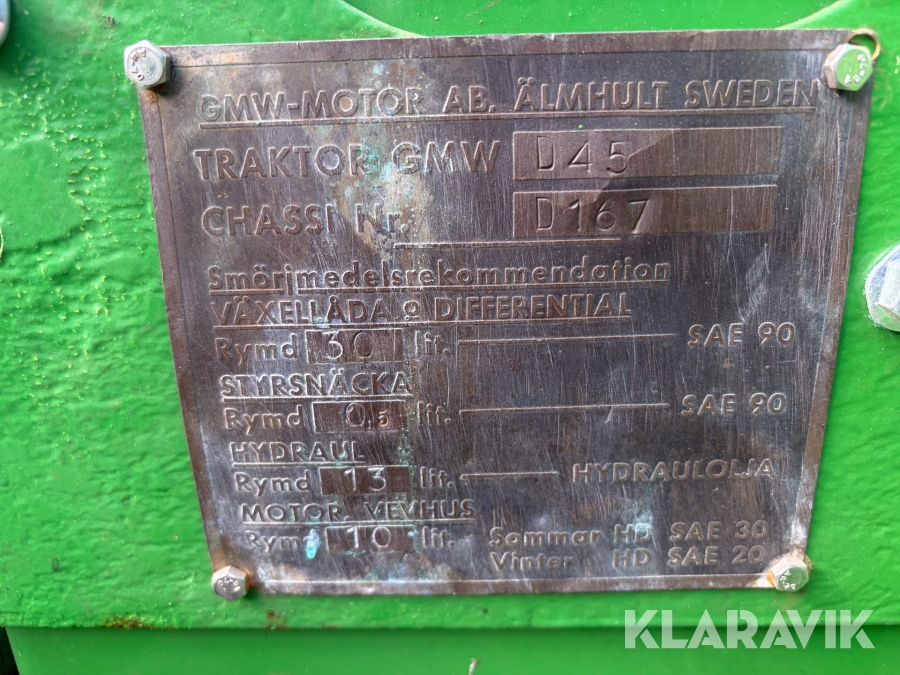 GMW-MOTOR AB. ÄLMHULT SWEDEN
TRAKTOR GMW D45
CHASSI Nr. D167
Smörjmedelsrekommendation
VÄXELLÅDA o DIFFERENTIAL
Rymd 30 lit. SAE 90
STYRSNÄCKA
Rymd 0,5 lit. SAE 90
HYDRAUL
Rymd 13 lit. HYDRAULOLJA
MOTOR. VEVHUS
Rymd 10 lit. Sommar HD SAE 30
Vinter HD SAE 20
KLARAVIK